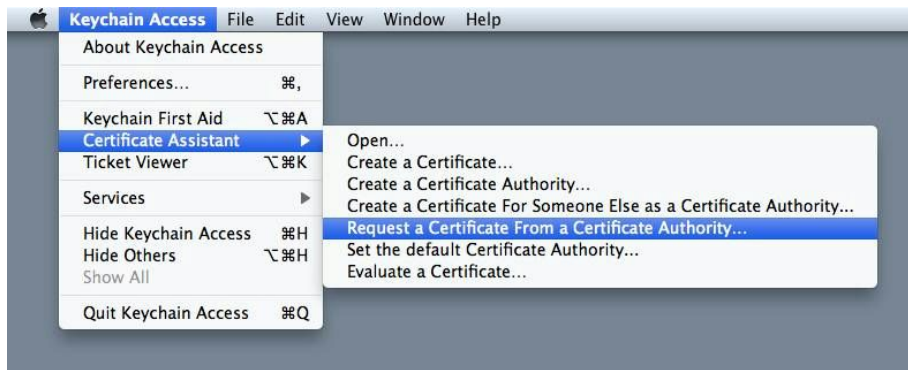 Keychain Access File Edit View Window Help
About Keychain Access
Preferences... ⌘,
Keychain First Aid ⌥⌘A
Certificate Assistant ▶
Ticket Viewer ⌥⌘K
Services ▶
Hide Keychain Access ⌘H
Hide Others ⌥⌘H
Show All
Quit Keychain Access ⌘Q
Open...
Create a Certificate...
Create a Certificate Authority...
Create a Certificate For Someone Else as a Certificate Authority...
Request a Certificate From a Certificate Authority...
Set the default Certificate Authority...
Evaluate a Certificate...